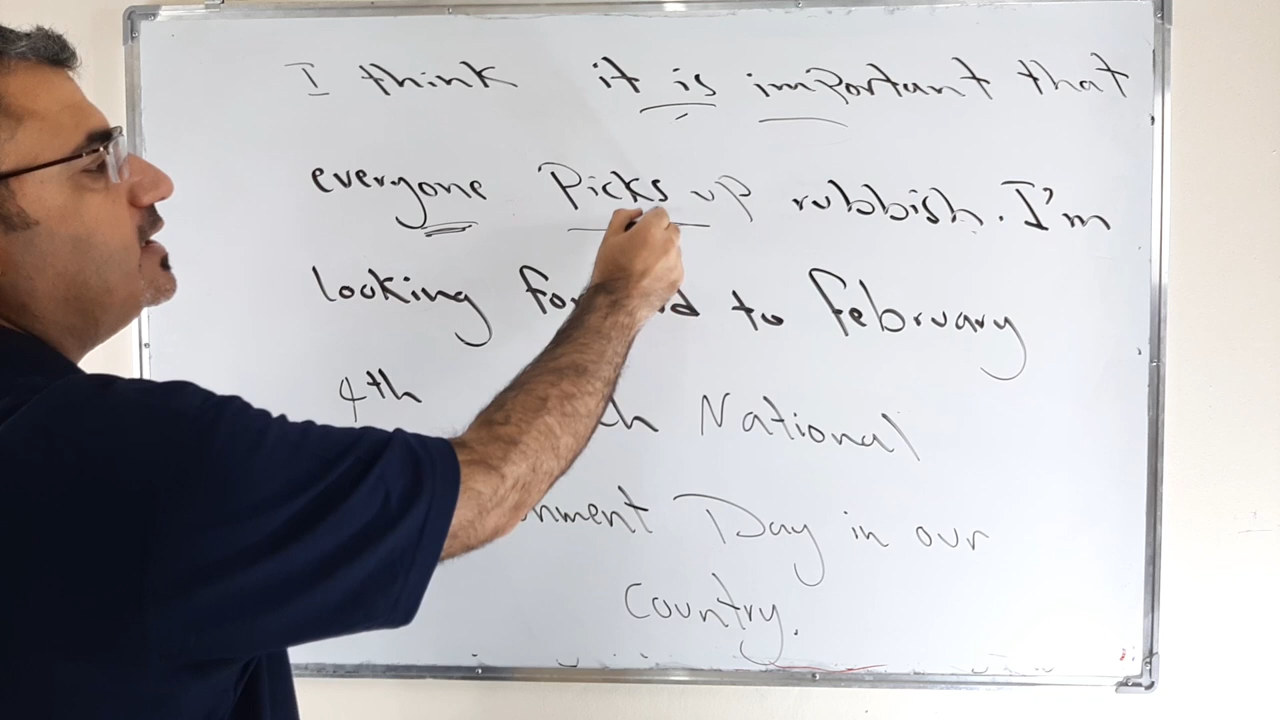 I think it is important that
everyone Picks up rubbish. I'm
looking to February
4th National
Day in our
Country.